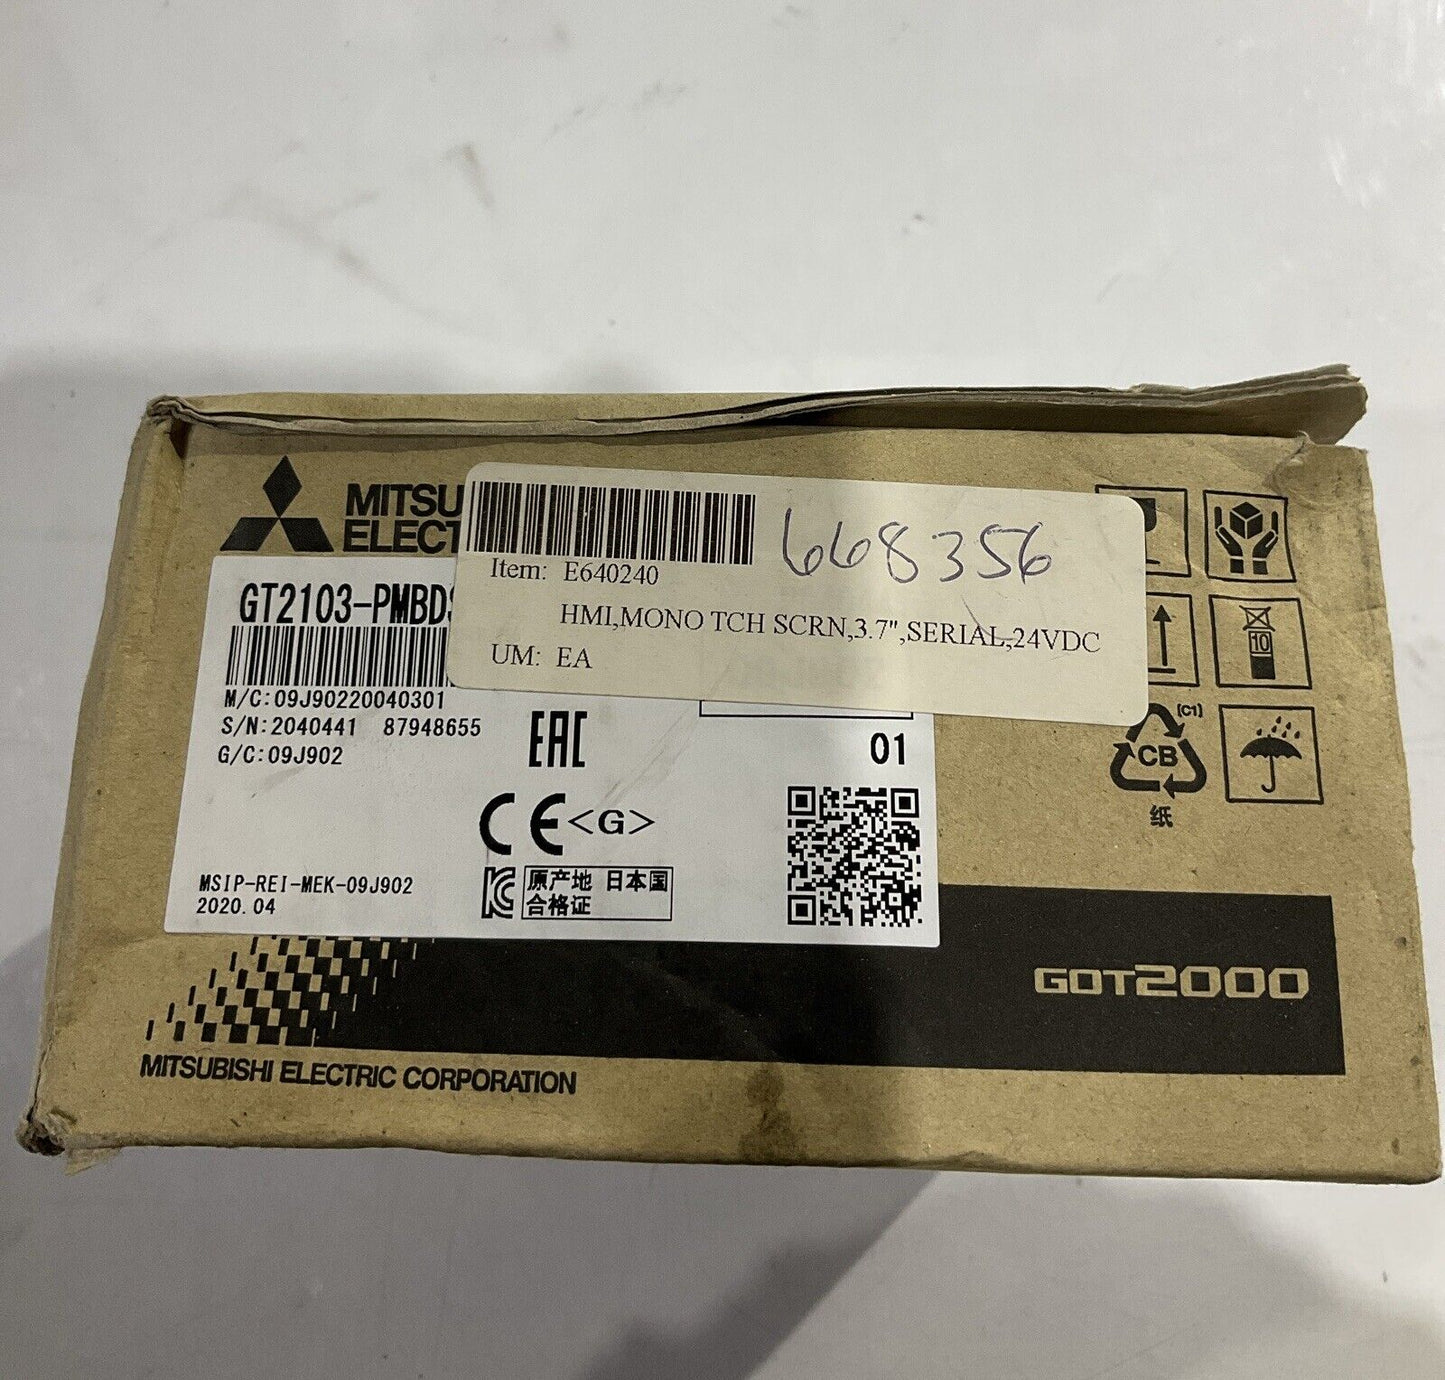 MITSU
ELECT
668356
Item: E640240
HMI,MONO TCH SCRN,3.7",SERIAL,24VDC
UM: EA
GT2103-PMBDS
M/C:09J90220040301
S/N:2040441 87948655
G/C:09J902
EAC
01
CE<G>
MSIP-REI-MEK-09J902
2020.04
原产地 日本国
合格证
10
[C1]
CB
纸
GOT2000
MITSUBISHI ELECTRIC CORPORATION